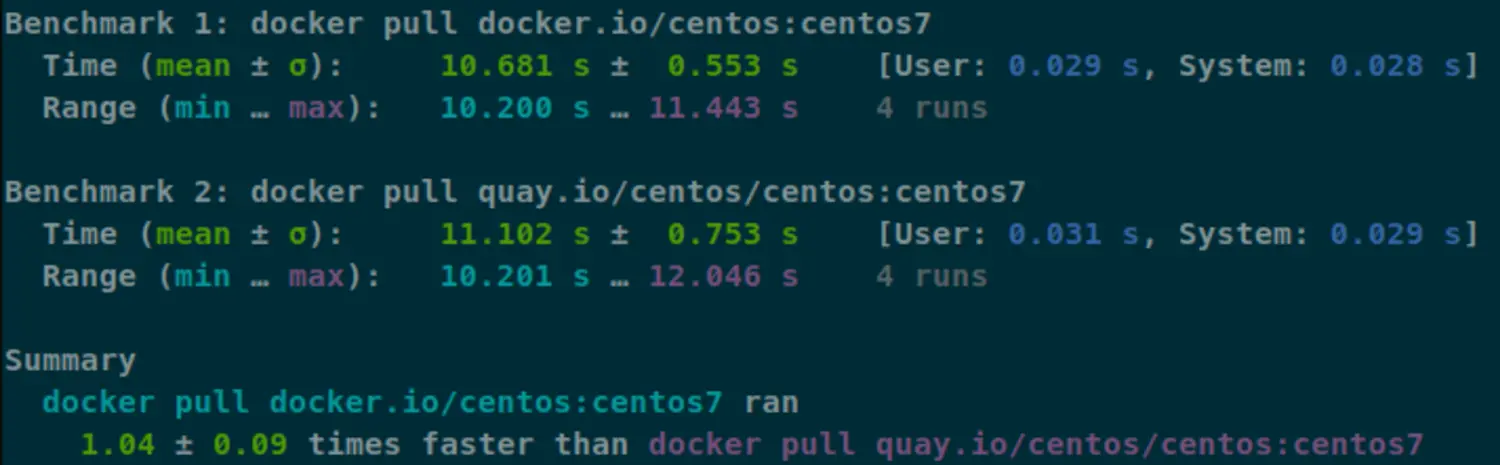 Benchmark 1: docker pull docker.io/centos:centos7
Time (mean ± σ): 10.681 s ± 0.553 s [User: 0.029 s, System: 0.028 s]
Range (min … max): 10.200 s … 11.443 s 4 runs
Benchmark 2: docker pull quay.io/centos/centos:centos7
Time (mean ± σ): 11.102 s ± 0.753 s [User: 0.031 s, System: 0.029 s]
Range (min … max): 10.201 s … 12.046 s 4 runs
Summary
docker pull docker.io/centos:centos7 ran
1.04 ± 0.09 times faster than docker pull quay.io/centos/centos:centos7